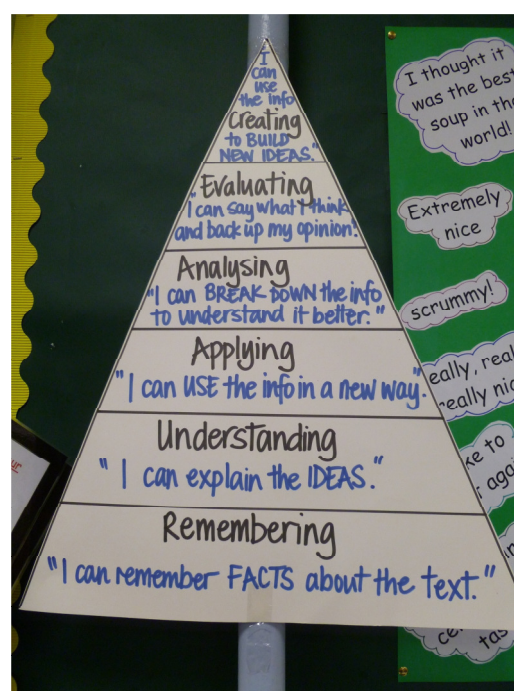 I
can
use
the info
Creating
to BUILD
NEW IDEAS."
Evaluating
"I can say what I think
and back up my opinion".
Analysing
"I can BREAK DOWN the info
to understand it better."
Applying
"I can USE the info in a new way."
Understanding
"I can explain the IDEAS."
Remembering
"I can remember FACTS about the text."
I thought it
was the best
soup in the
world!
Extremely
nice
scrummy!
really
nice
to